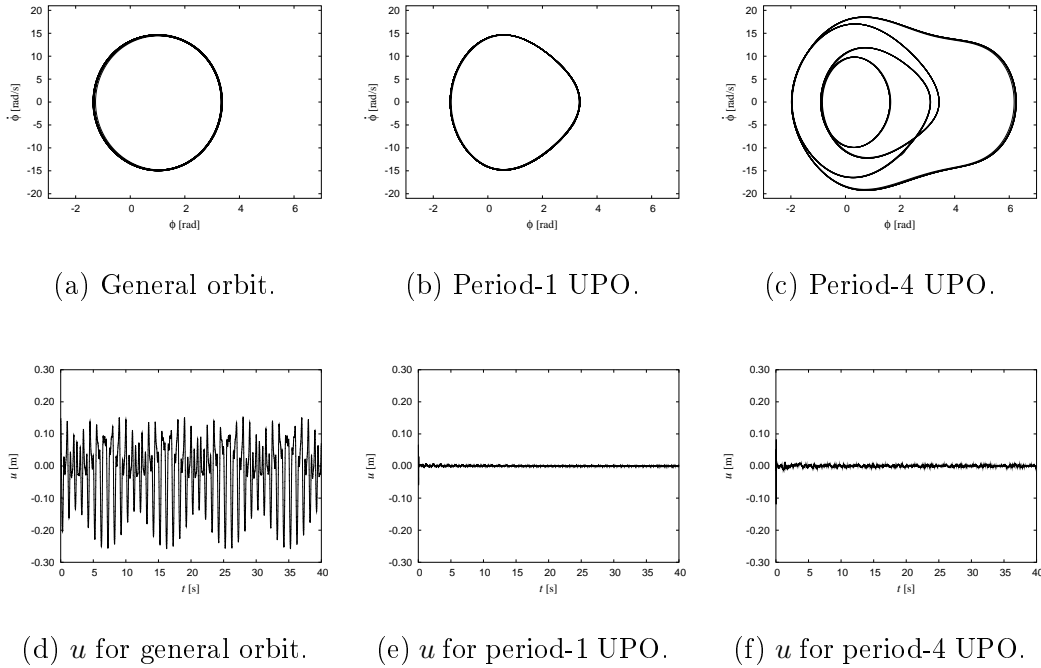 20
15
10
5
0
-5
-10
-15
-20
-2 0 2 4 6
ϕ̇ [rad/s]
ϕ [rad]
20
15
10
5
0
-5
-10
-15
-20
-2 0 2 4 6
ϕ̇ [rad/s]
ϕ [rad]
20
15
10
5
0
-5
-10
-15
-20
-2 0 2 4 6
ϕ̇ [rad/s]
ϕ [rad]
(a) General orbit.
(b) Period-1 UPO.
(c) Period-4 UPO.
0.30
0.20
0.10
0.00
-0.10
-0.20
-0.30
0 5 10 15 20 25 30 35 40
u [m]
t [s]
0.30
0.20
0.10
0.00
-0.10
-0.20
-0.30
0 5 10 15 20 25 30 35 40
u [m]
t [s]
0.30
0.20
0.10
0.00
-0.10
-0.20
-0.30
0 5 10 15 20 25 30 35 40
u [m]
t [s]
(d) u for general orbit.
(e) u for period-1 UPO.
(f) u for period-4 UPO.